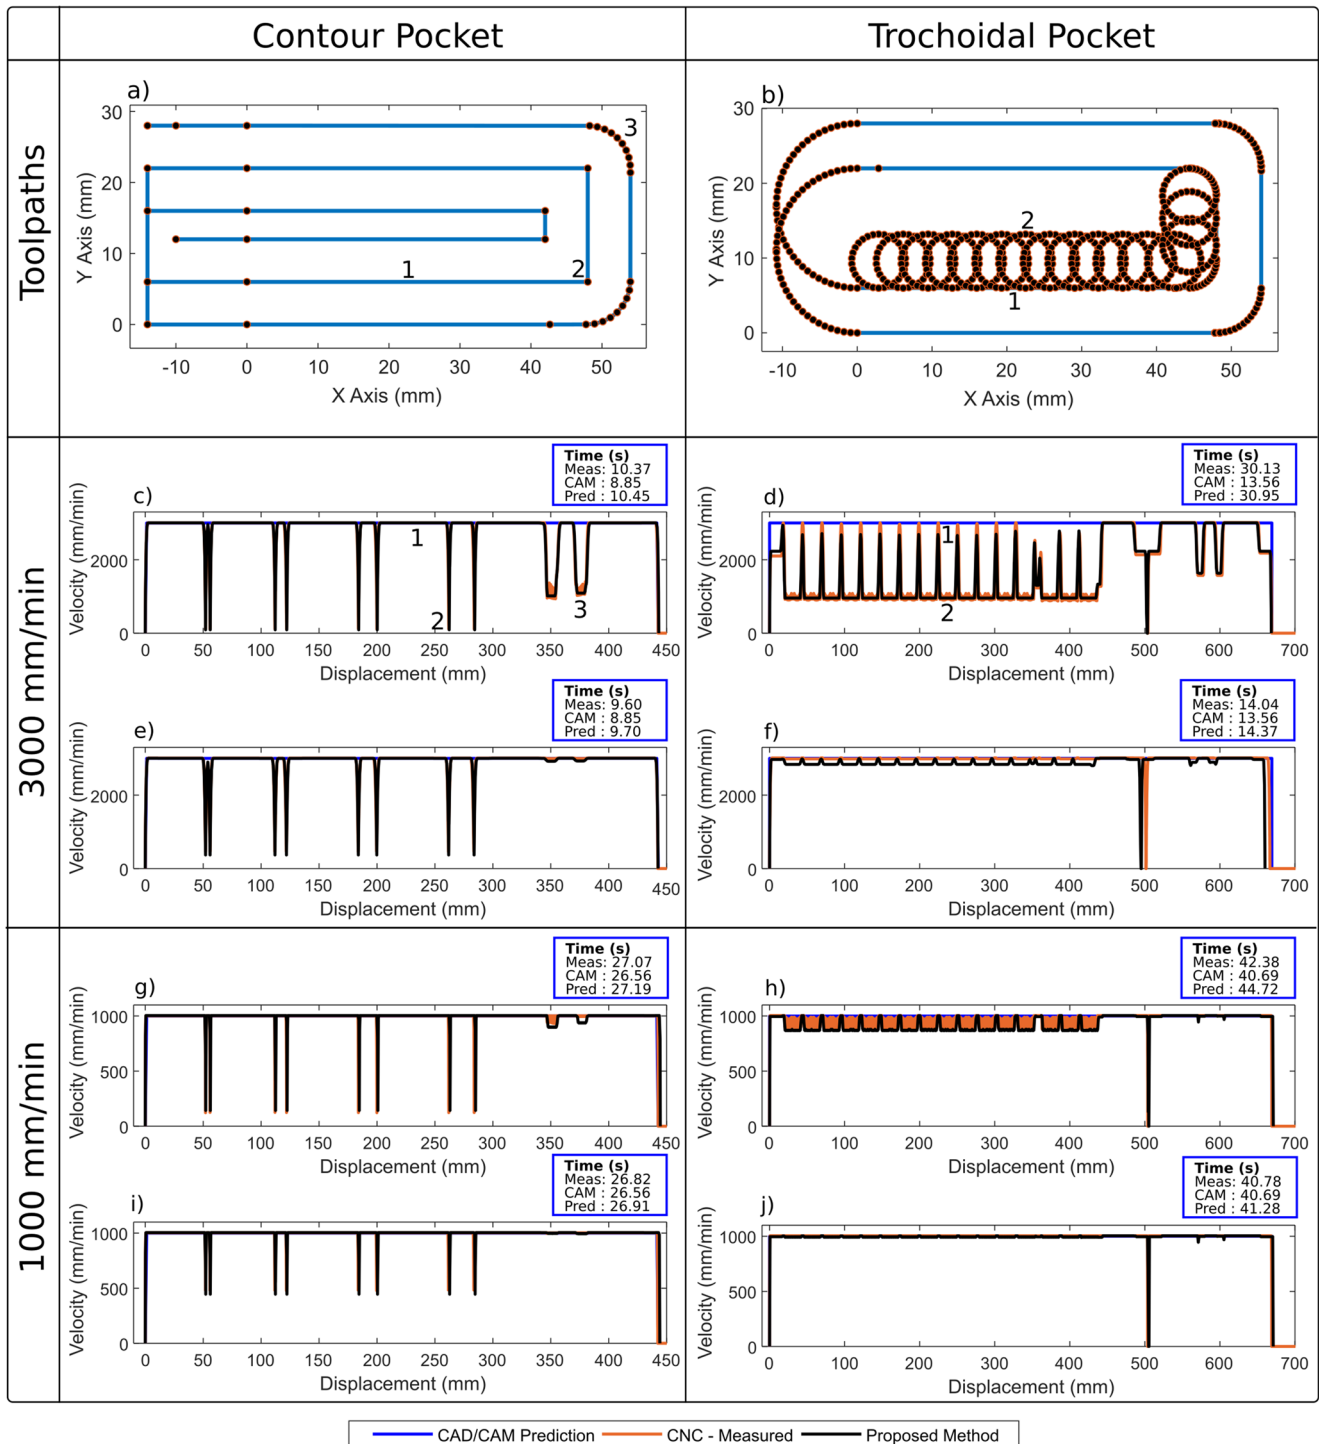 Contour Pocket
Trochoidal Pocket
Toolpaths
a)
30
20
10
0
Y Axis (mm)
-10 0 10 20 30 40 50
X Axis (mm)
1
2
3
b)
30
20
10
0
Y Axis (mm)
-10 0 10 20 30 40 50
X Axis (mm)
2
1
3000 mm/min
c)
Time (s)
Meas: 10.37
CAM : 8.85
Pred : 10.45
Velocity (mm/min)
2000
0
1
2
3
0 50 100 150 200 250 300 350 400 450
Displacement (mm)
d)
Time (s)
Meas: 30.13
CAM : 13.56
Pred : 30.95
Velocity (mm/min)
2000
0
1
2
0 100 200 300 400 500 600 700
Displacement (mm)
e)
Time (s)
Meas: 9.60
CAM : 8.85
Pred : 9.70
Velocity (mm/min)
2000
0
0 50 100 150 200 250 300 350 400 450
Displacement (mm)
f)
Time (s)
Meas: 14.04
CAM : 13.56
Pred : 14.37
Velocity (mm/min)
2000
0
0 100 200 300 400 500 600 700
Displacement (mm)
1000 mm/min
g)
Time (s)
Meas: 27.07
CAM : 26.56
Pred : 27.19
Velocity (mm/min)
1000
500
0
0 50 100 150 200 250 300 350 400 450
Displacement (mm)
h)
Time (s)
Meas: 42.38
CAM : 40.69
Pred : 44.72
Velocity (mm/min)
1000
500
0
0 100 200 300 400 500 600 700
Displacement (mm)
i)
Time (s)
Meas: 26.82
CAM : 26.56
Pred : 26.91
Velocity (mm/min)
1000
500
0
0 50 100 150 200 250 300 350 400 450
Displacement (mm)
j)
Time (s)
Meas: 40.78
CAM : 40.69
Pred : 41.28
Velocity (mm/min)
1000
500
0
0 100 200 300 400 500 600 700
Displacement (mm)
CAD/CAM Prediction CNC - Measured Proposed Method